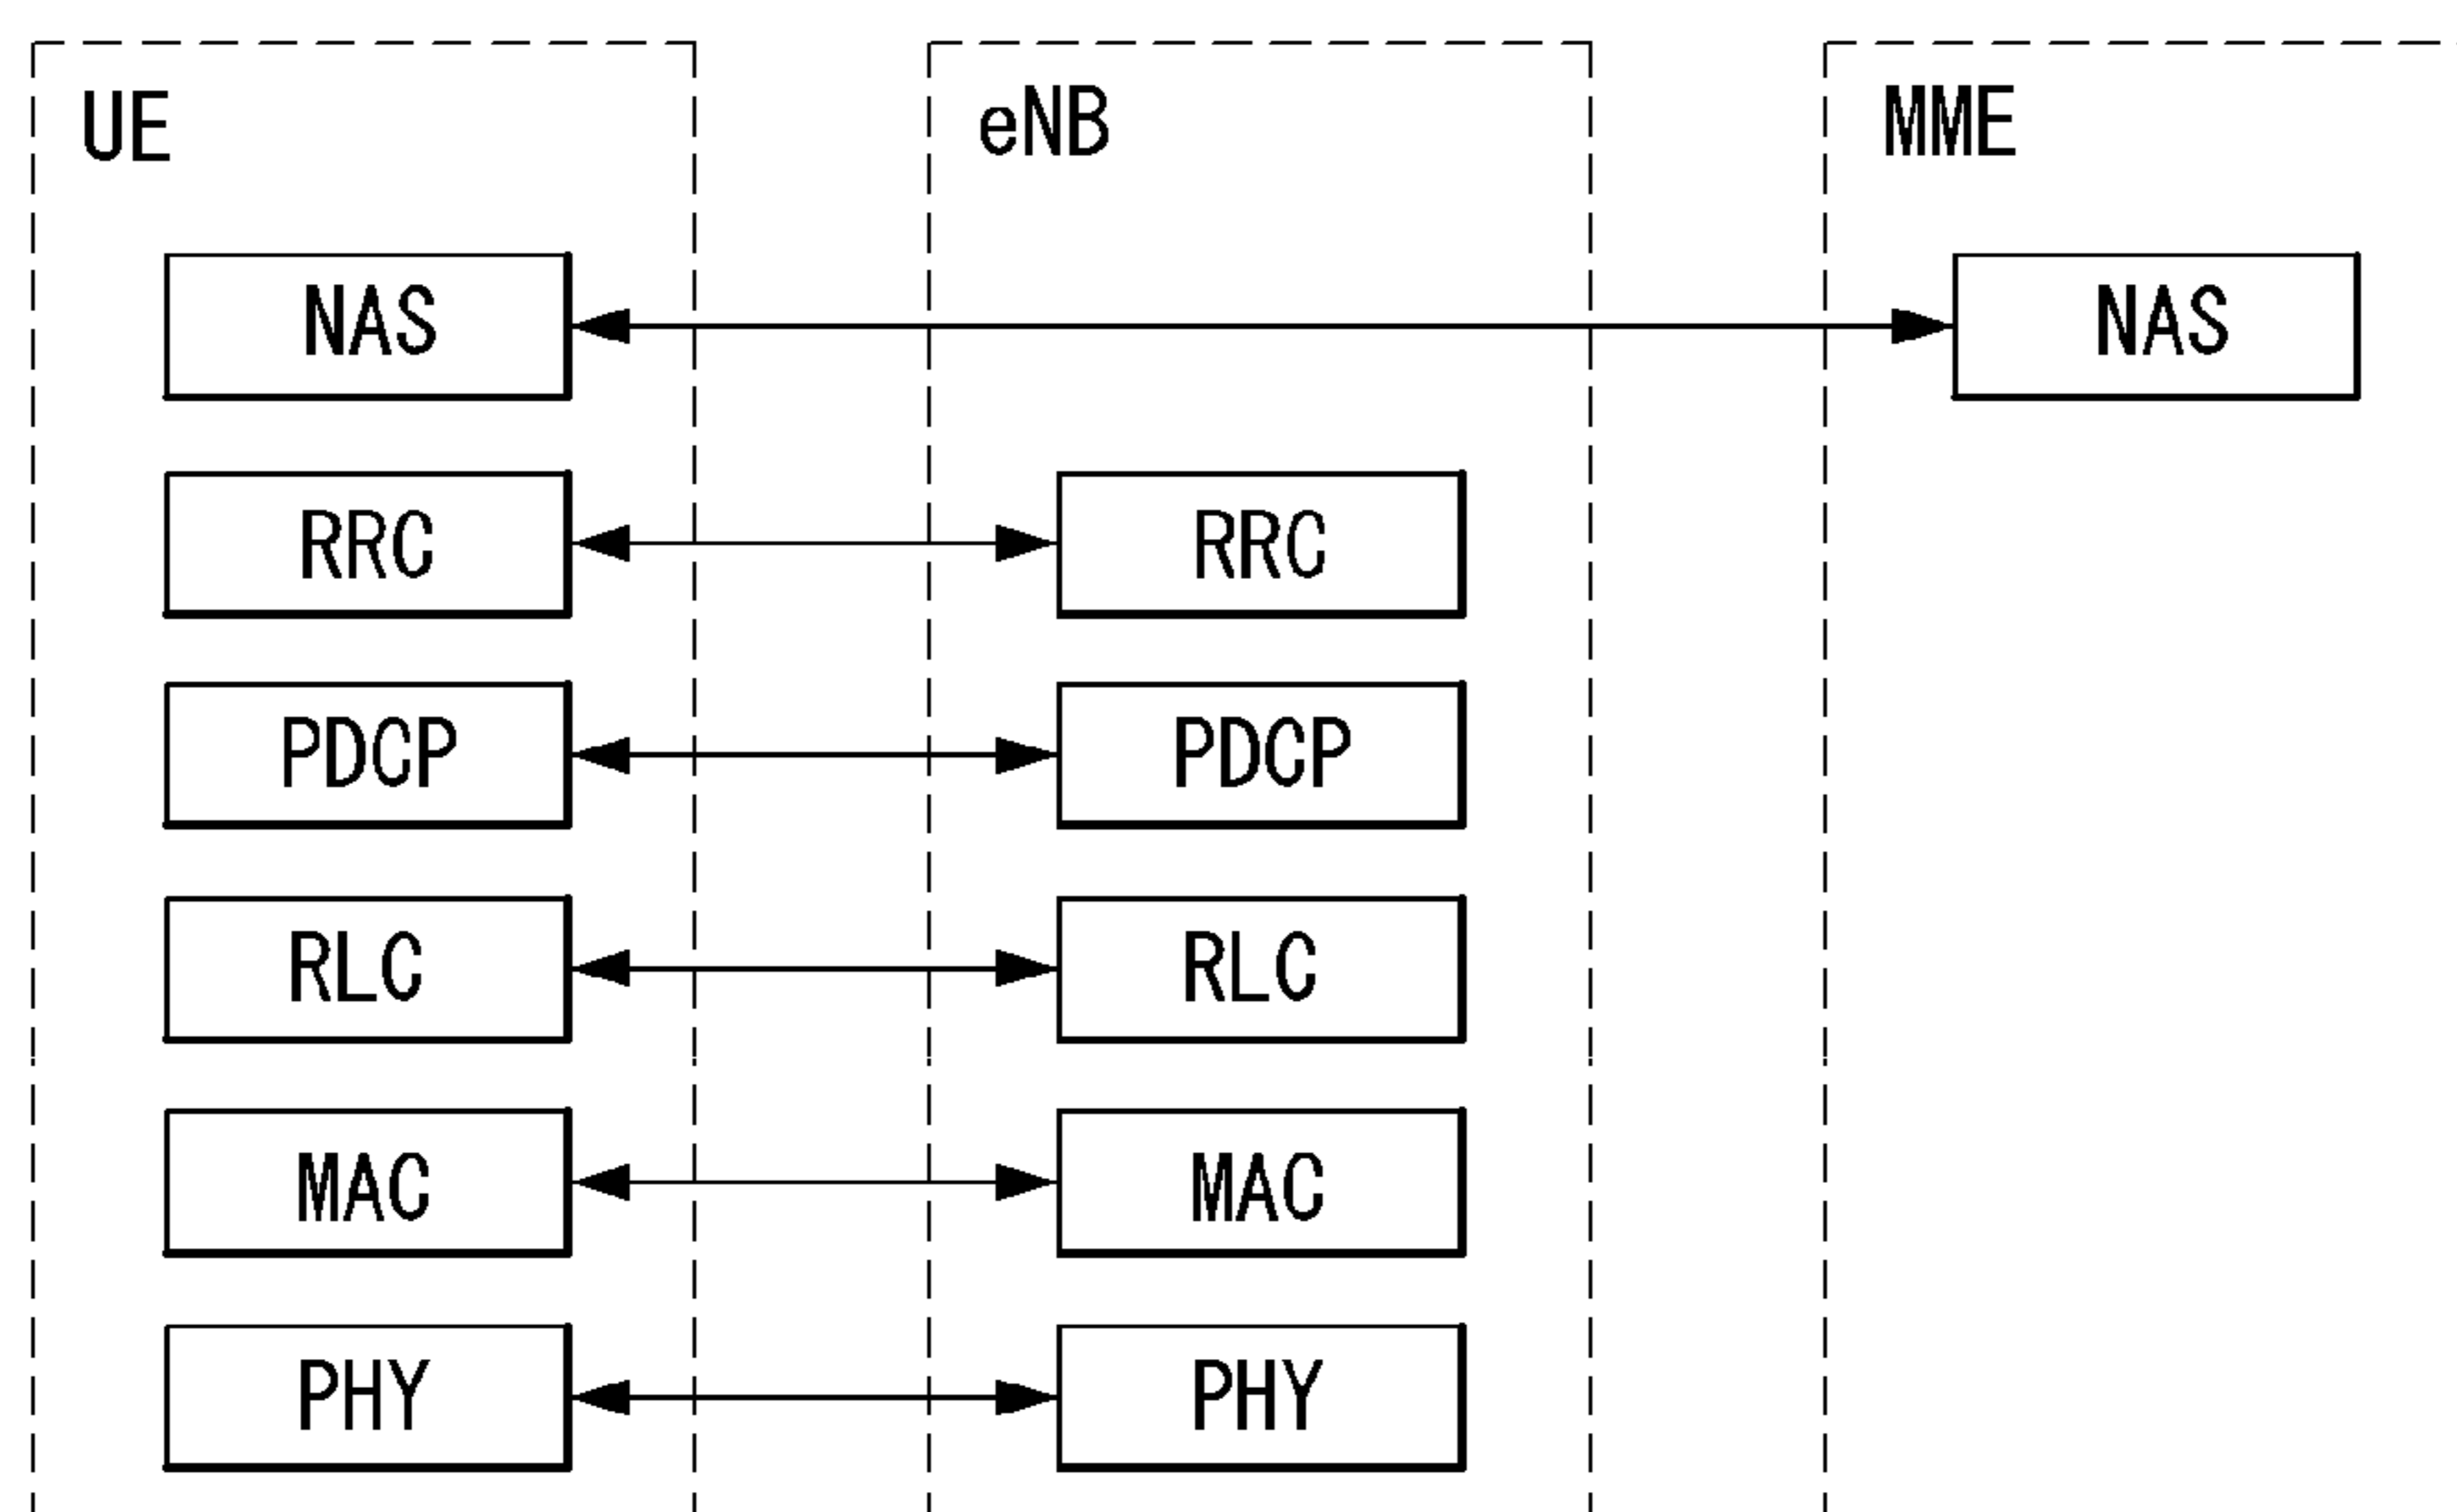 UE eNB MME
NAS NAS
RRC RRC
PDCP PDCP
RLC RLC
MAC MAC
PHY PHY